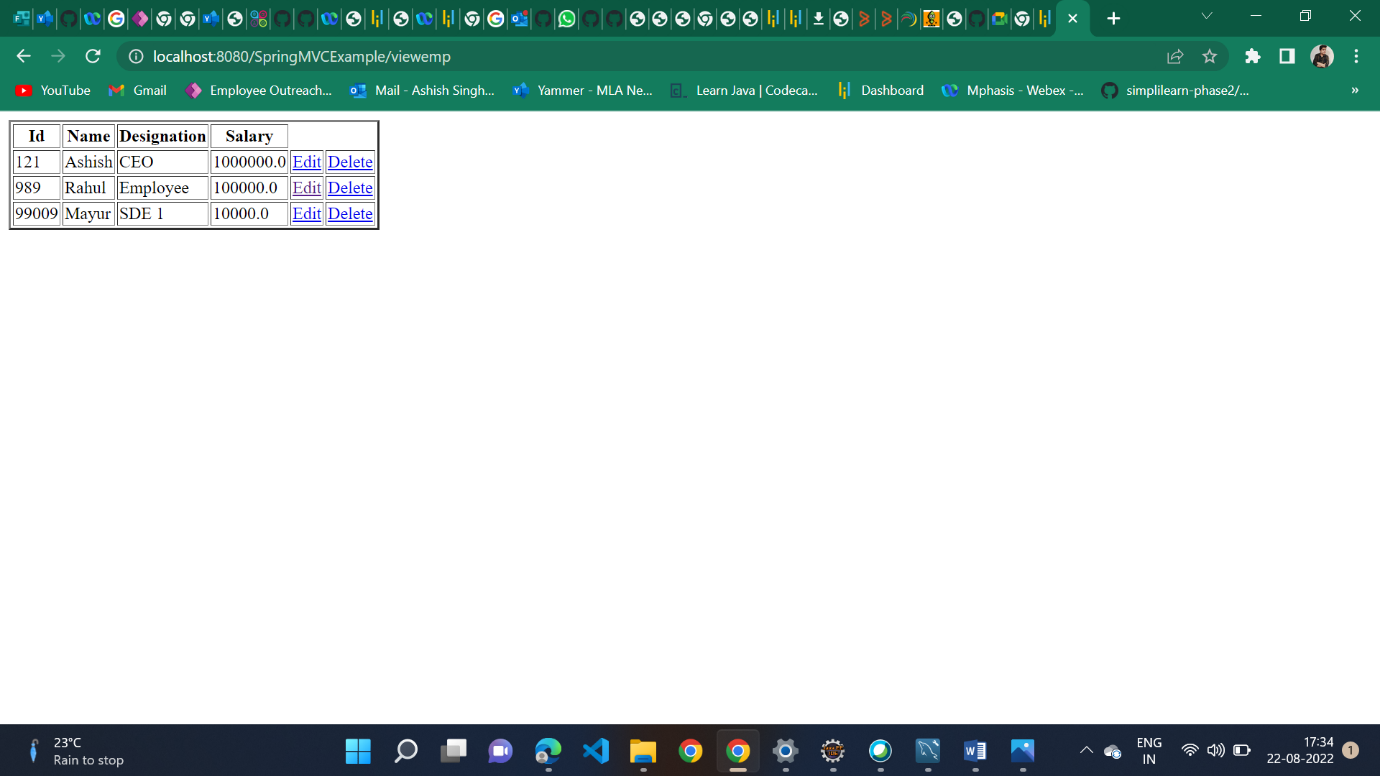 localhost:8080/SpringMVCExample/viewemp
YouTube Gmail Employee Outreach... Mail - Ashish Singh... Yammer - MLA Ne... Learn Java | Codeca... Dashboard Mphasis - Webex -... simplilearn-phase2/... »
Id Name Designation Salary
121 Ashish CEO 1000000.0 Edit Delete
989 Rahul Employee 100000.0 Edit Delete
99009 Mayur SDE 1 10000.0 Edit Delete
23°C
Rain to stop
ENG
IN
17:34
22-08-2022
1